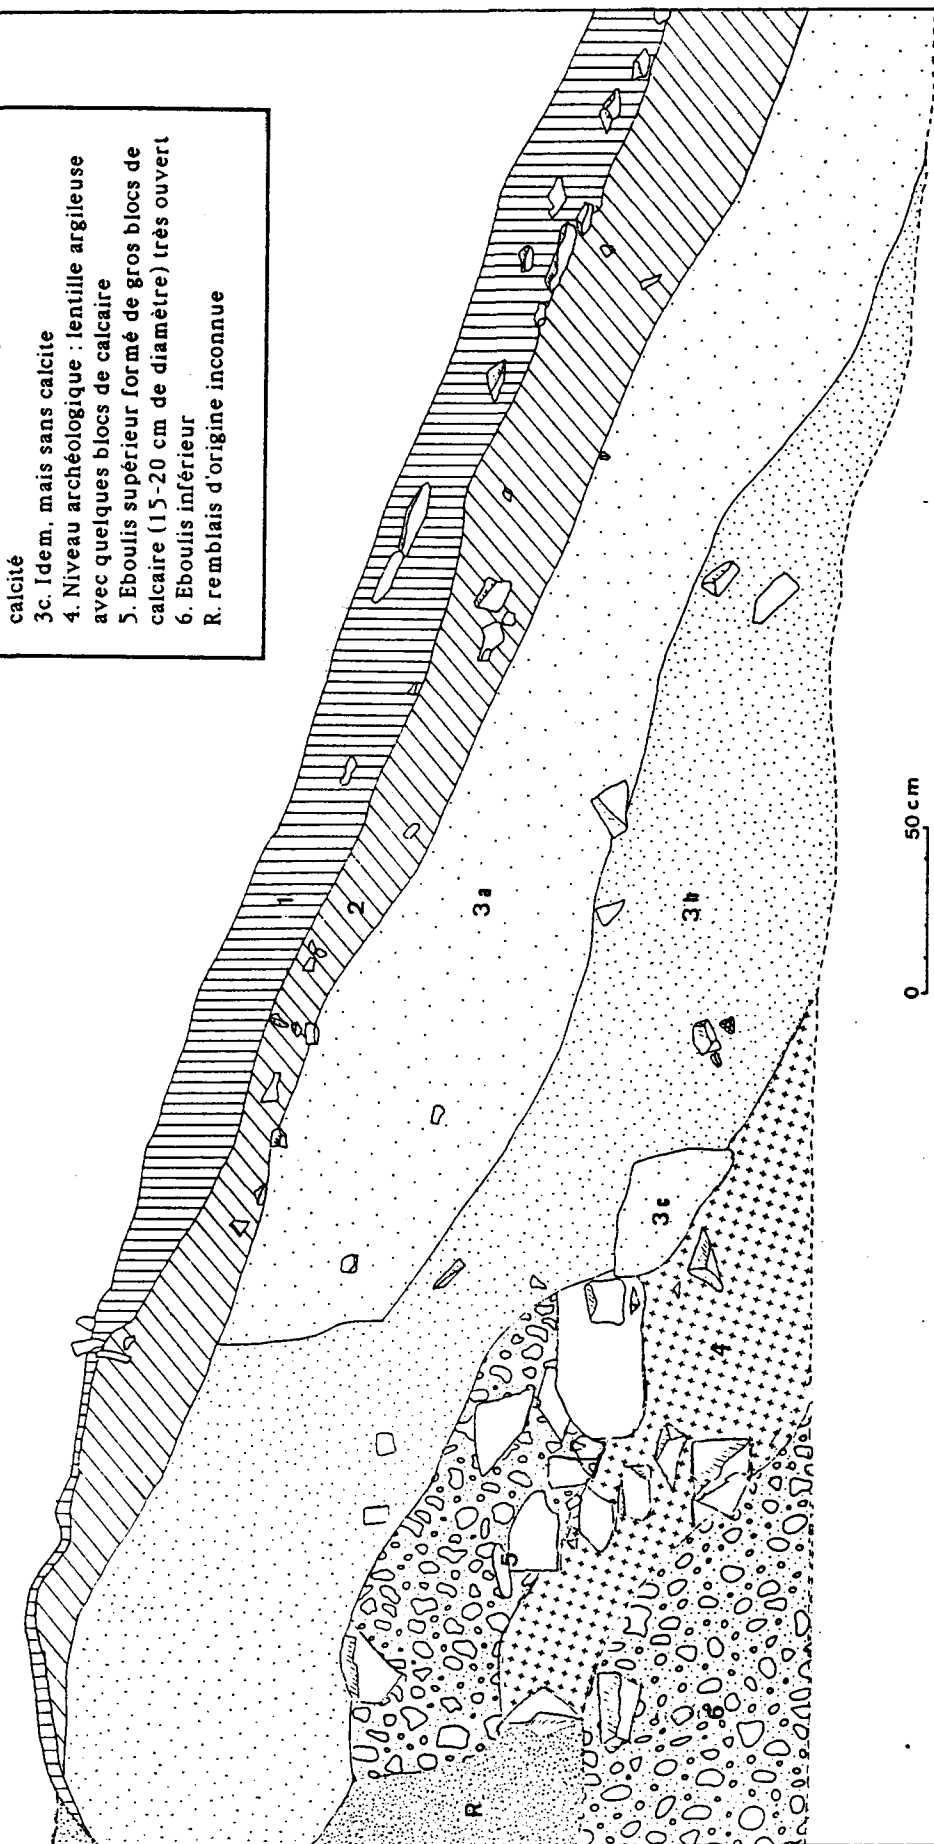 calcité
3c. Idem, mais sans calcite
4. Niveau archéologique : lentille argileuse
avec quelques blocs de calcaire
5. Eboulis supérieur formé de gros blocs de
calcaire (15-20 cm de diamètre) très ouvert
6. Eboulis inférieur
R. remblais d'origine inconnue
1
2
3a
3b
3c
4
5
6
R
0 50 cm